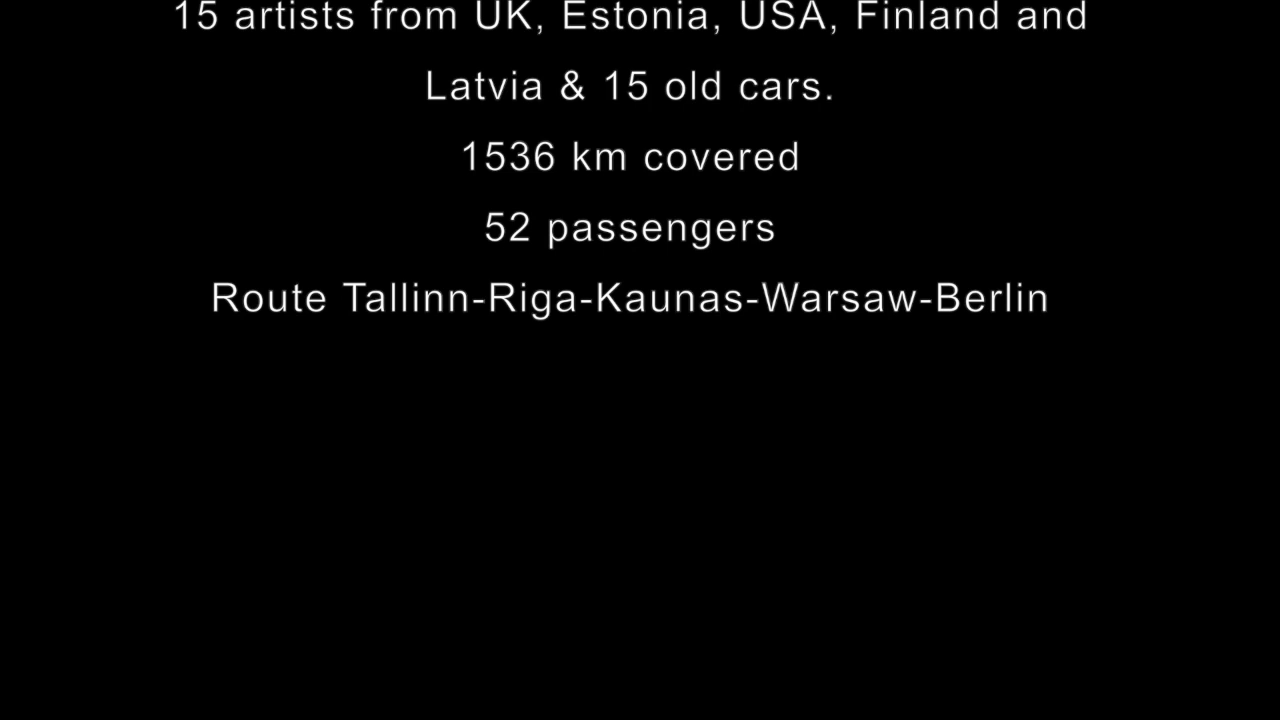 15 artists from UK, Estonia, USA, Finland and
Latvia & 15 old cars.
1536 km covered
52 passengers
Route Tallinn-Riga-Kaunas-Warsaw-Berlin